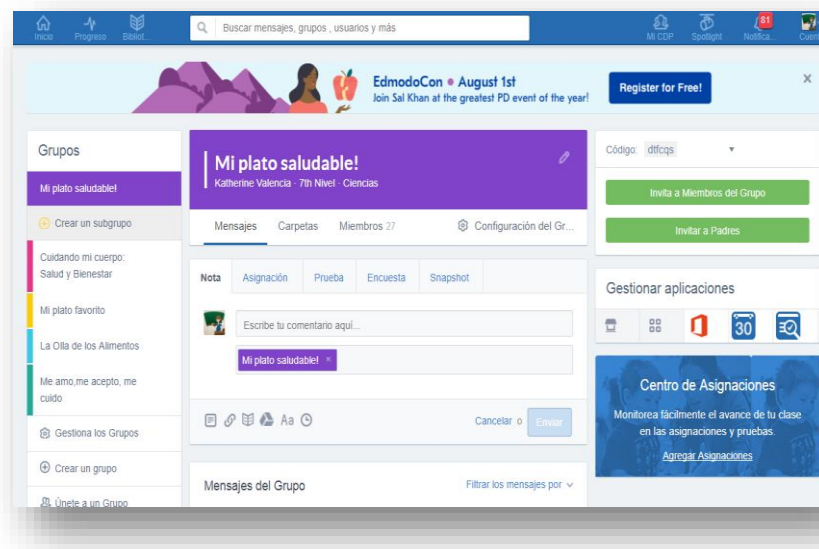 Inicio
Progreso
Bibliot...
Buscar mensajes, grupos , usuarios y más
Mi CDP
Spotlight
Notifica...
81
Cuen
EdmodoCon • August 1st
Join Sal Khan at the greatest PD event of the year!
Register for Free!
Grupos
Mi plato saludable!
Crear un subgrupo
Cuidando mi cuerpo:
Salud y Bienestar
Mi plato favorito
La Olla de los Alimentos
Me amo,me acepto, me
cuido
Gestiona los Grupos
Crear un grupo
Únete a un Grupo
Mi plato saludable!
Katherine Valencia · 7th Nivel · Ciencias
Mensajes
Carpetas
Miembros 27
Configuración del Gr...
Nota
Asignación
Prueba
Encuesta
Snapshot
Escribe tu comentario aquí...
Mi plato saludable! ×
Aa
Cancelar o
Enviar
Mensajes del Grupo
Filtrar los mensajes por
Código: dtfcqs
Invita a Miembros del Grupo
Invitar a Padres
Gestionar aplicaciones
30
Centro de Asignaciones
Monitorea fácilmente el avance de tu clase
en las asignaciones y pruebas.
Agregar Asignaciones